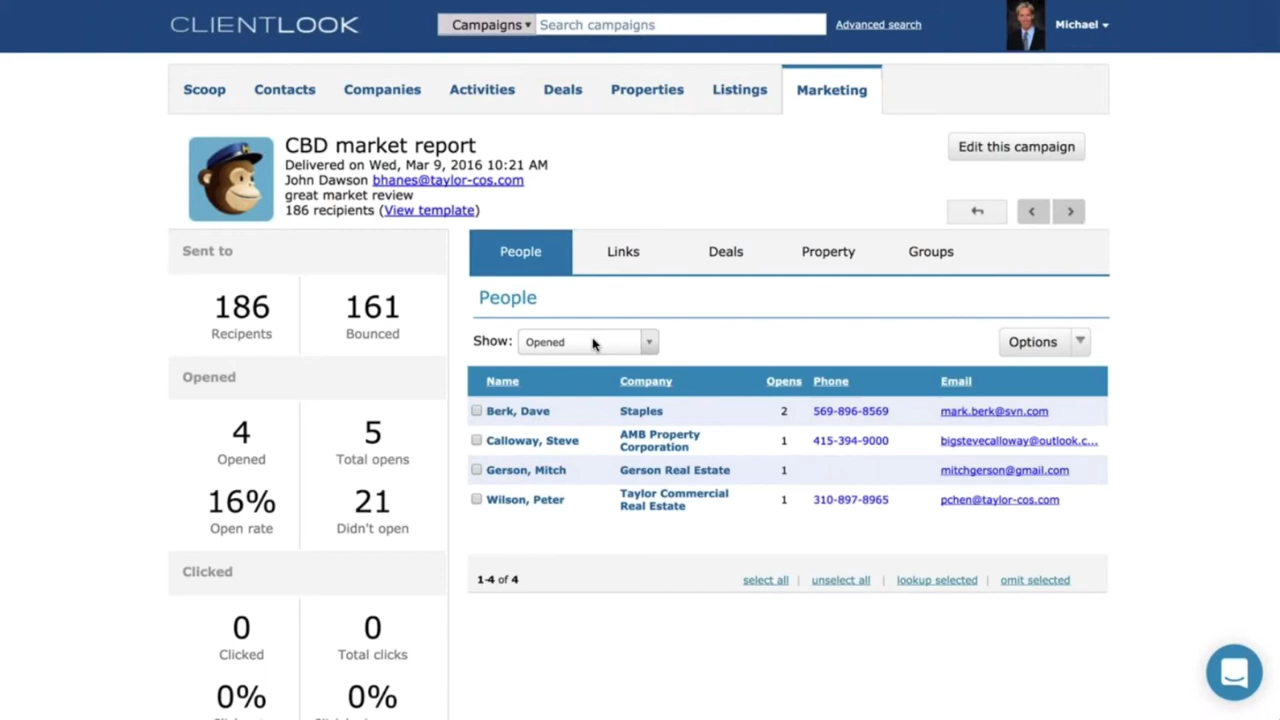 CLIENTLOOK
Campaigns Search campaigns Advanced search Michael
Scoop Contacts Companies Activities Deals Properties Listings Marketing
CBD market report
Delivered on Wed, Mar 9, 2016 10:21 AM
John Dawson bhanes@taylor-cos.com
great market review
186 recipients (View template)
Edit this campaign
Sent to
186 161
Recipents Bounced
Opened
4 5
Opened Total opens
16% 21
Open rate Didn't open
Clicked
0 0
Clicked Total clicks
0% 0%
People Links Deals Property Groups
People
Show: Opened Options
Name Company Opens Phone Email
Berk, Dave Staples 2 569-896-8569 mark.berk@svn.com
Calloway, Steve AMB Property Corporation 1 415-394-9000 bigstevecalloway@outlook.c...
Gerson, Mitch Gerson Real Estate 1 mitchgerson@gmail.com
Wilson, Peter Taylor Commercial Real Estate 1 310-897-8965 pchen@taylor-cos.com
1-4 of 4 select all | unselect all | lookup selected | omit selected